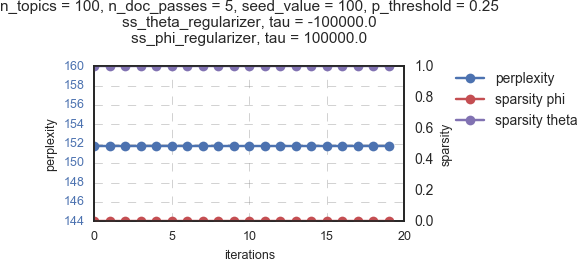 n_topics = 100, n_doc_passes = 5, seed_value = 100, p_threshold = 0.25
ss_theta_regularizer, tau = -100000.0
ss_phi_regularizer, tau = 100000.0
160
158
156
154
152
150
148
146
144
perplexity
0
5
10
15
20
iterations
1.0
0.8
0.6
0.4
0.2
0.0
sparsity
perplexity
sparsity phi
sparsity theta